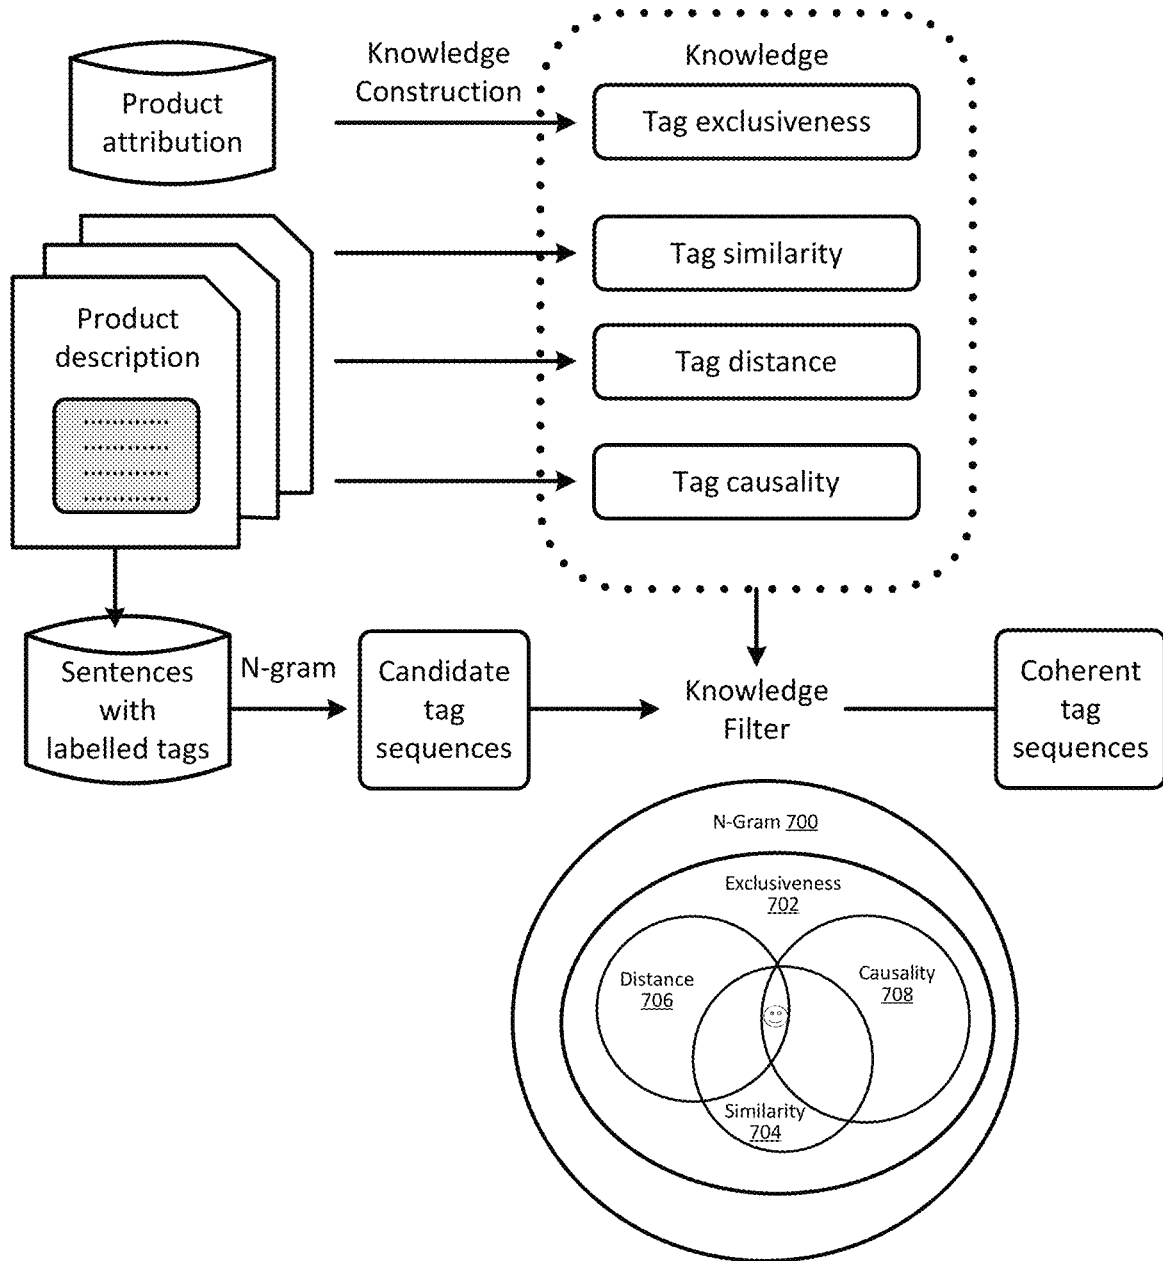 Product
attribution
Knowledge
Construction
Knowledge
Tag exclusiveness
Tag similarity
Tag distance
Tag causality
Product
description
Sentences
with
labelled tags
N-gram
Candidate
tag
sequences
Knowledge
Filter
Coherent
tag
sequences
N-Gram 700
Exclusiveness
702
Distance
706
Causality
708
Similarity
704